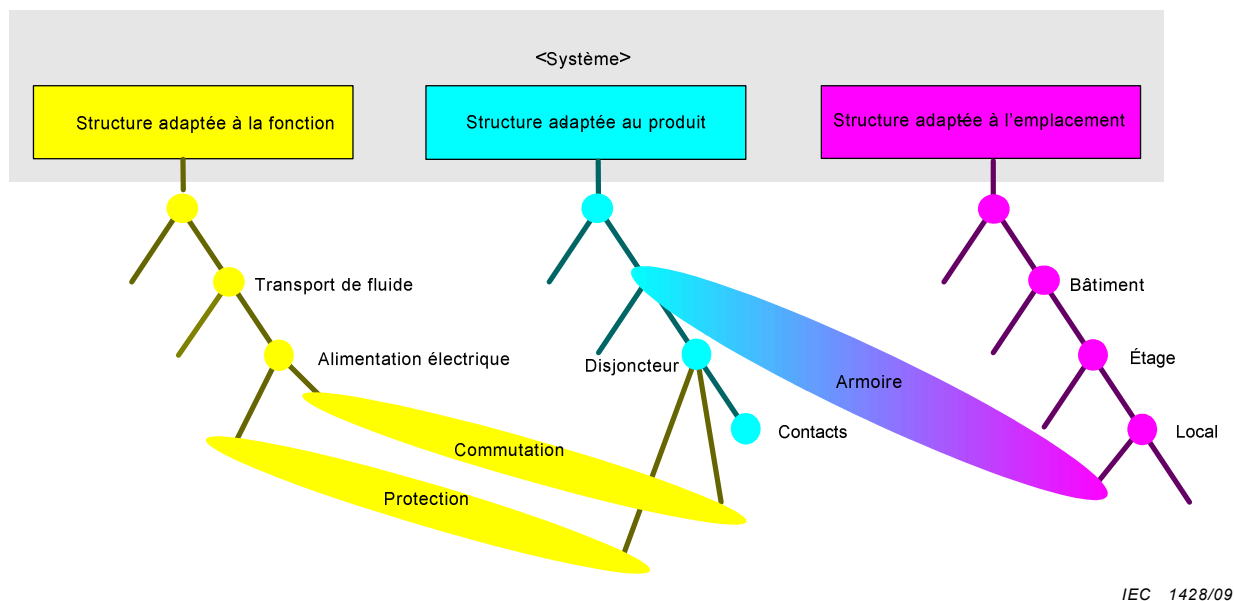 <Système>
Structure adaptée à la fonction
Structure adaptée au produit
Structure adaptée à l'emplacement
Transport de fluide
Bâtiment
Alimentation électrique
Disjoncteur
Étage
Armoire
Contacts
Local
Commutation
Protection
IEC 1428/09